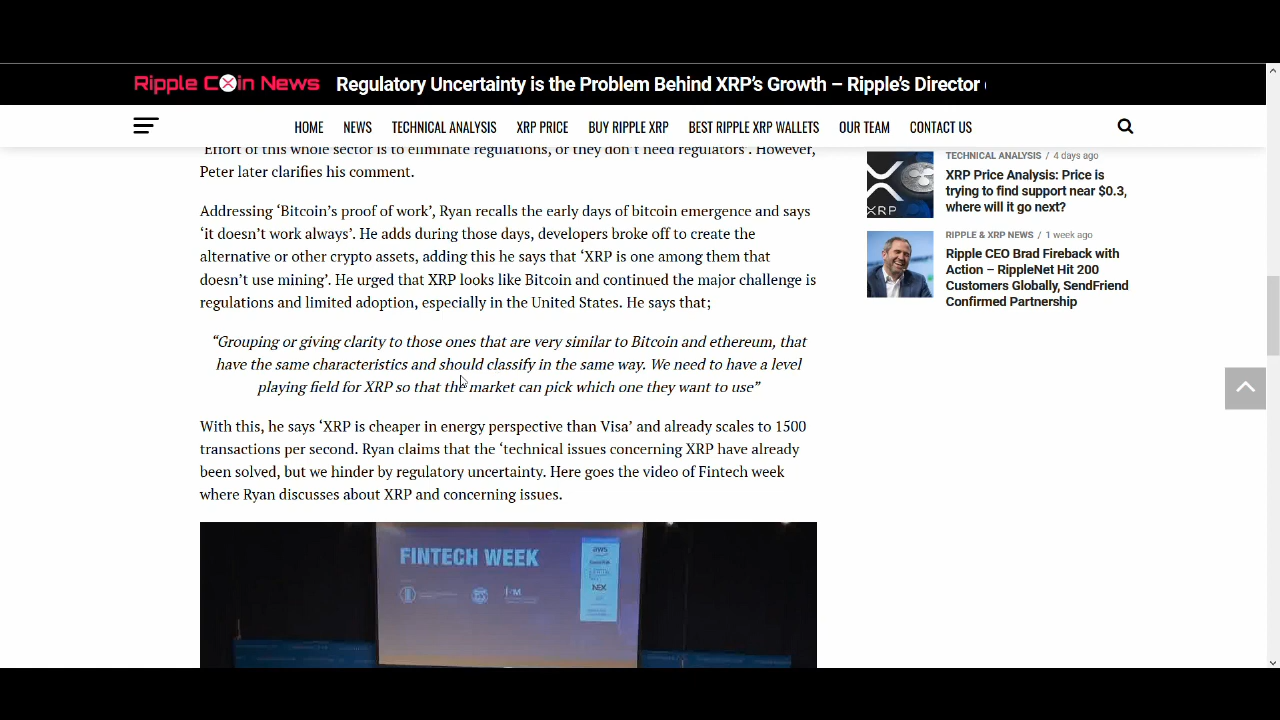 Ripple Coin News
Regulatory Uncertainty is the Problem Behind XRP's Growth – Ripple's Director
HOME NEWS TECHNICAL ANALYSIS XRP PRICE BUY RIPPLE XRP BEST RIPPLE XRP WALLETS OUR TEAM CONTACT US
'Effort of this whole sector is to eliminate regulations, or they don't need regulators'. However,
Peter later clarifies his comment.
Addressing 'Bitcoin's proof of work', Ryan recalls the early days of bitcoin emergence and says
'it doesn't work always'. He adds during those days, developers broke off to create the
alternative or other crypto assets, adding this he says that 'XRP is one among them that
doesn't use mining'. He urged that XRP looks like Bitcoin and continued the major challenge is
regulations and limited adoption, especially in the United States. He says that;
“Grouping or giving clarity to those ones that are very similar to Bitcoin and ethereum, that
have the same characteristics and should classify in the same way. We need to have a level
playing field for XRP so that the market can pick which one they want to use”
With this, he says 'XRP is cheaper in energy perspective than Visa' and already scales to 1500
transactions per second. Ryan claims that the 'technical issues concerning XRP have already
been solved, but we hinder by regulatory uncertainty. Here goes the video of Fintech week
where Ryan discusses about XRP and concerning issues.
FINTECH WEEK
aws
NEX
XRP
TECHNICAL ANALYSIS / 4 days ago
XRP Price Analysis: Price is
trying to find support near $0.3,
where will it go next?
RIPPLE & XRP NEWS / 1 week ago
Ripple CEO Brad Fireback with
Action – RippleNet Hit 200
Customers Globally, SendFriend
Confirmed Partnership